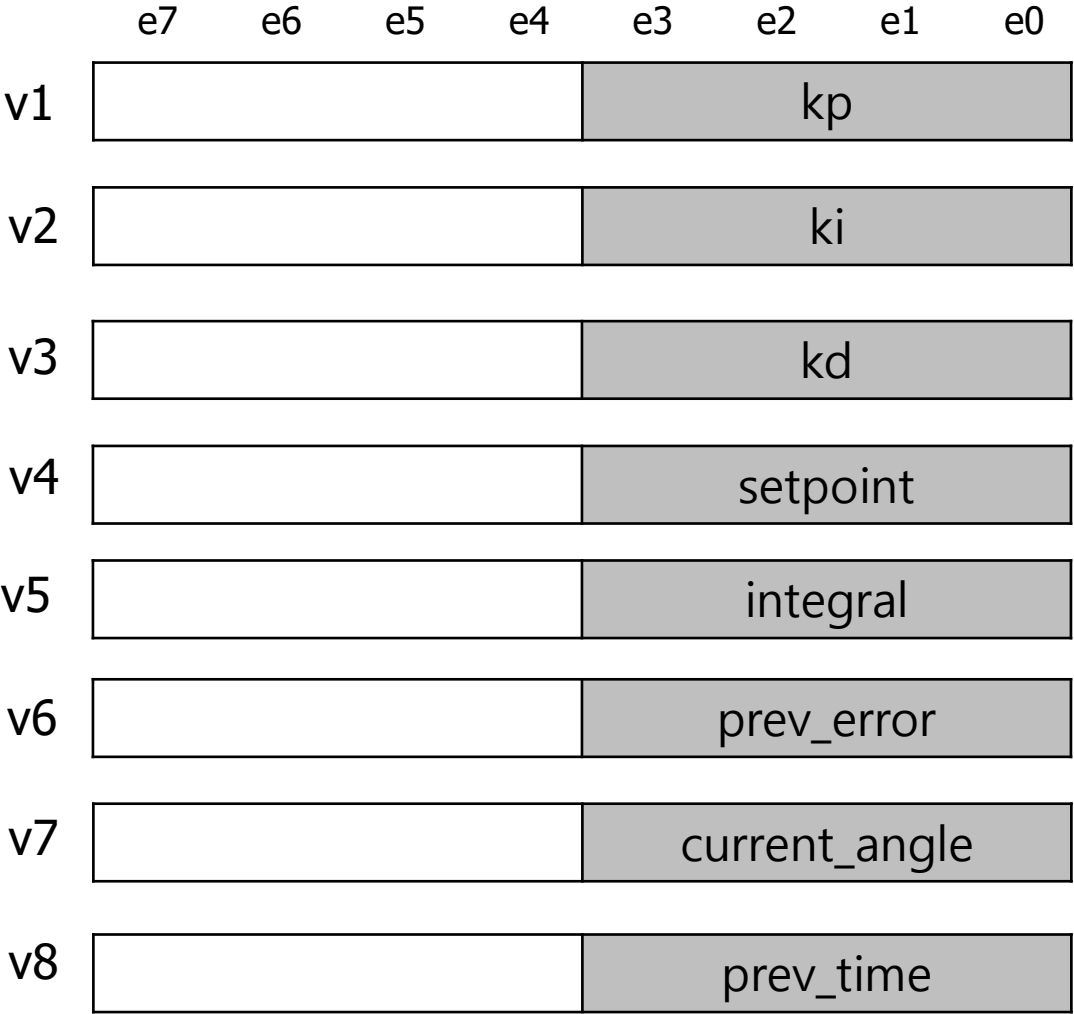 e7 e6 e5 e4 e3 e2 e1 e0
v1 kp
v2 ki
v3 kd
v4 setpoint
v5 integral
v6 prev_error
v7 current_angle
v8 prev_time